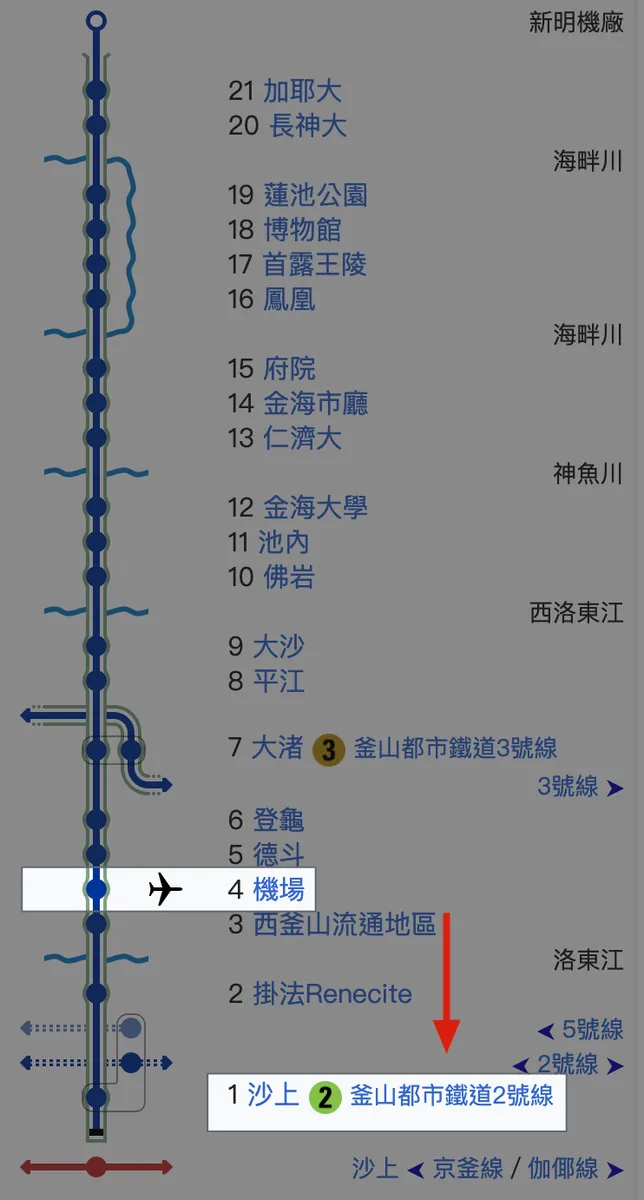 新明機廠
21 加耶大
20 長神大
海畔川
19 蓮池公園
18 博物館
17 首露王陵
16 鳳凰
海畔川
15 府院
14 金海市廳
13 仁濟大
神魚川
12 金海大學
11 池內
10 佛岩
西洛東江
9 大沙
8 平江
7 大渚 3 釜山都市鐵道3號線
3號線
6 登龜
5 德斗
4 機場
3 西釜山流通地區
洛東江
2 掛法Renecite
5號線
2號線
1 沙上 2 釜山都市鐵道2號線
沙上 京釜線 / 伽倻線